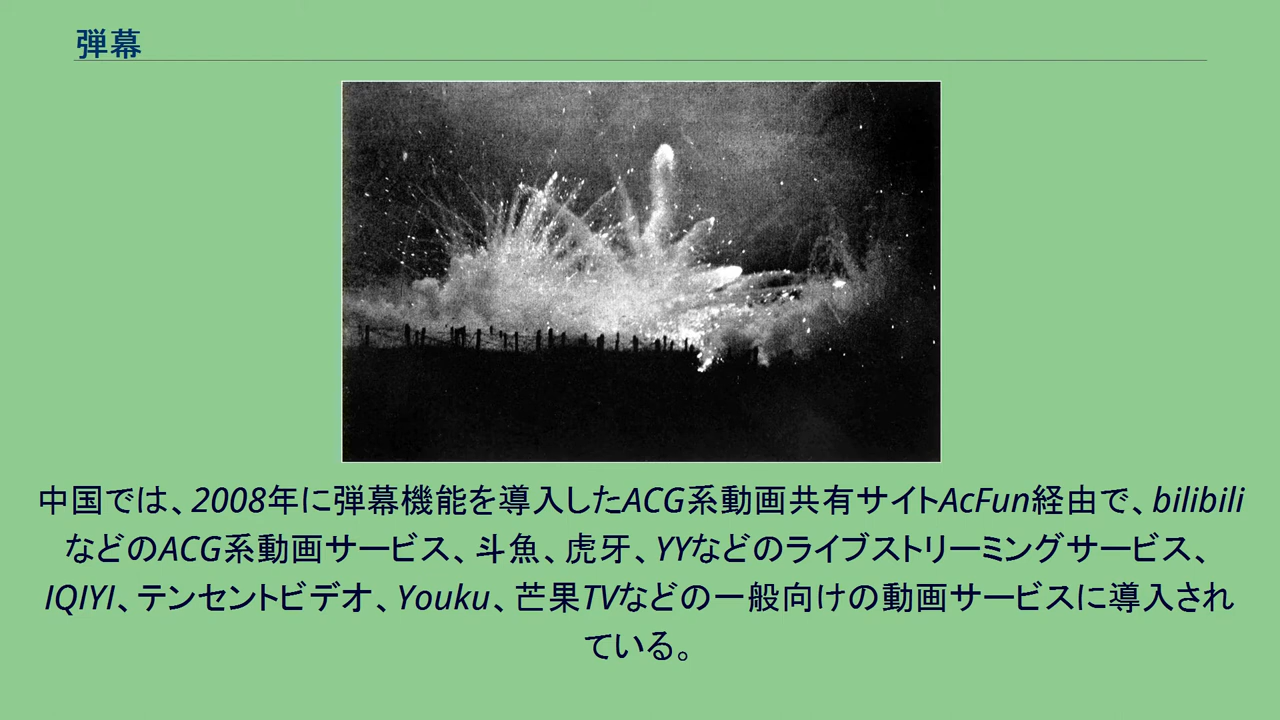 弾幕
中国では、2008年に弾幕機能を導入したACG系動画共有サイトAcFun経由で、bilibili
などのACG系動画サービス、斗魚、虎牙、YYなどのライブストリーミングサービス、
IQIYI、テンセントビデオ、Youku、芒果TVなどの一般向けの動画サービスに導入され
ている。